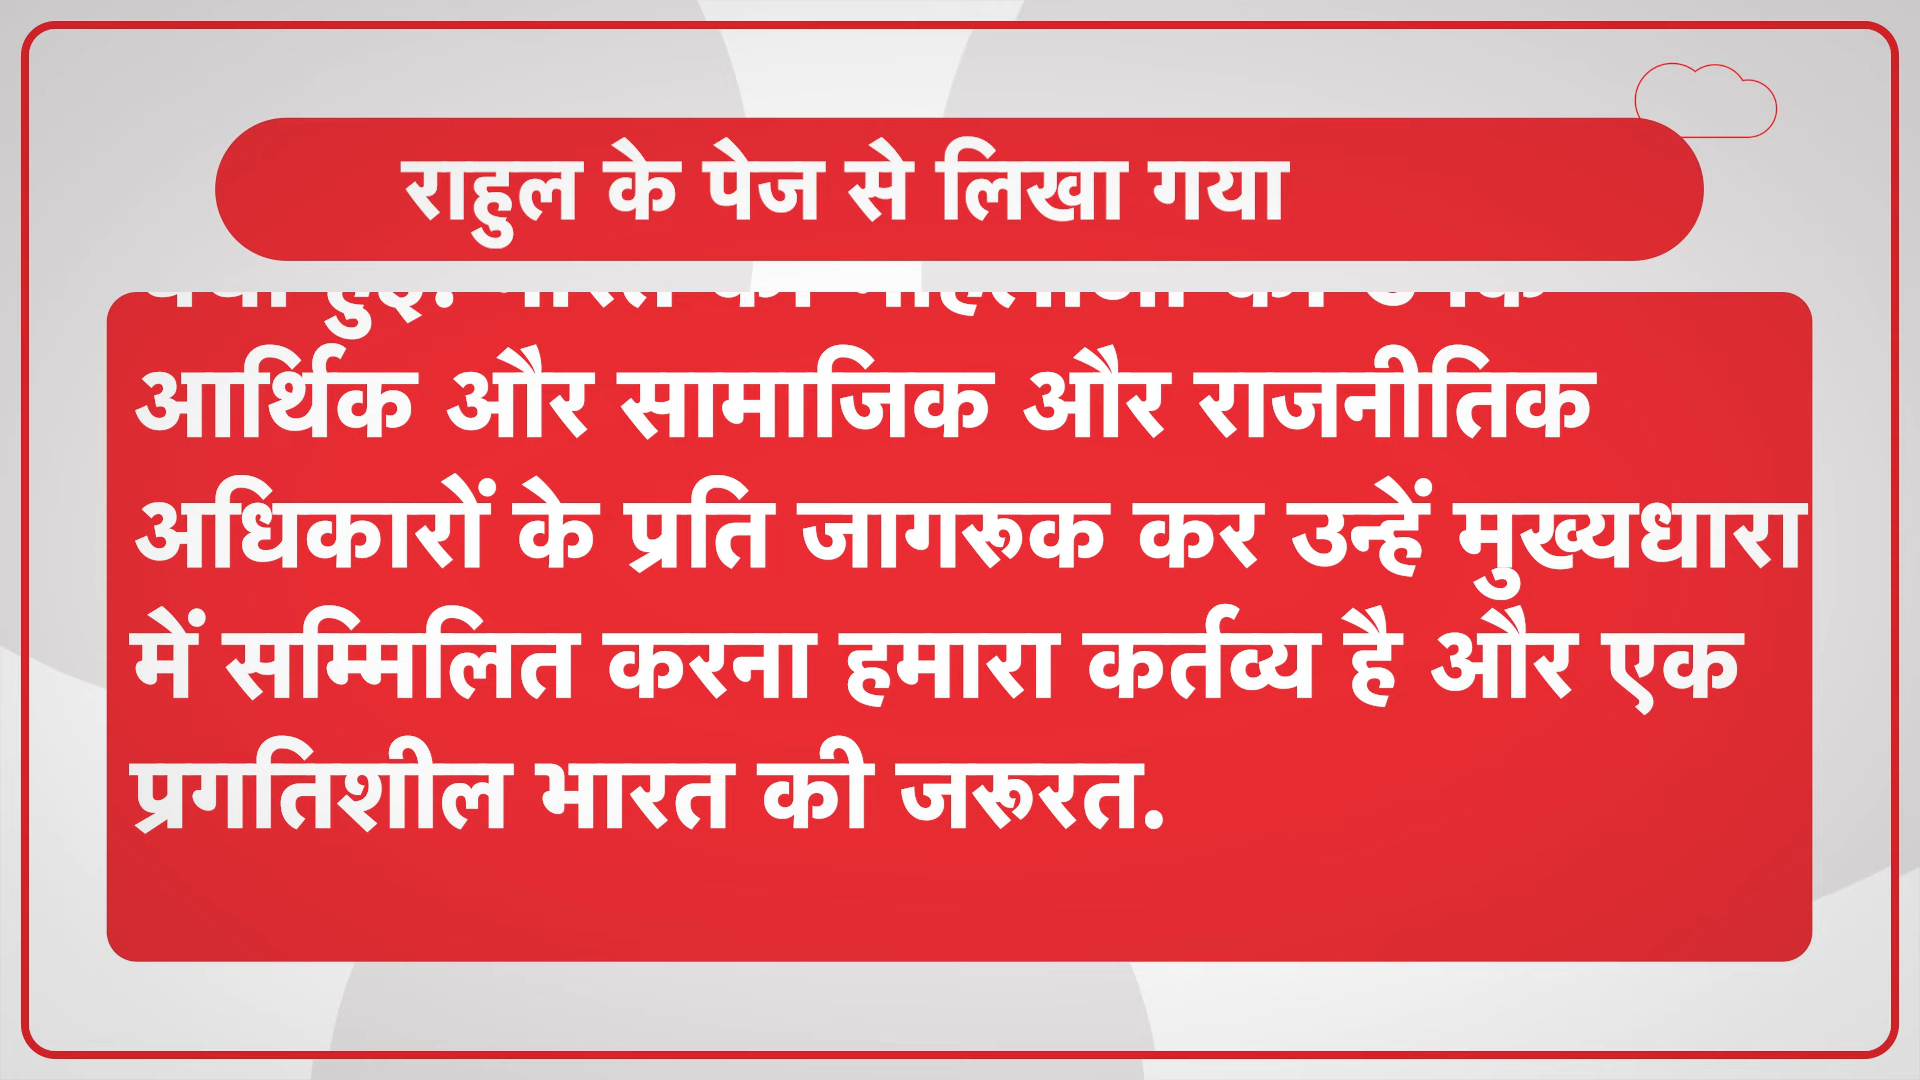 राहुल के पेज से लिखा गया
आर्थिक और सामाजिक और राजनीतिक
अधिकारों के प्रति जागरूक कर उन्हें मुख्यधारा
में सम्मिलित करना हमारा कर्तव्य है और एक
प्रगतिशील भारत की जरूरत.